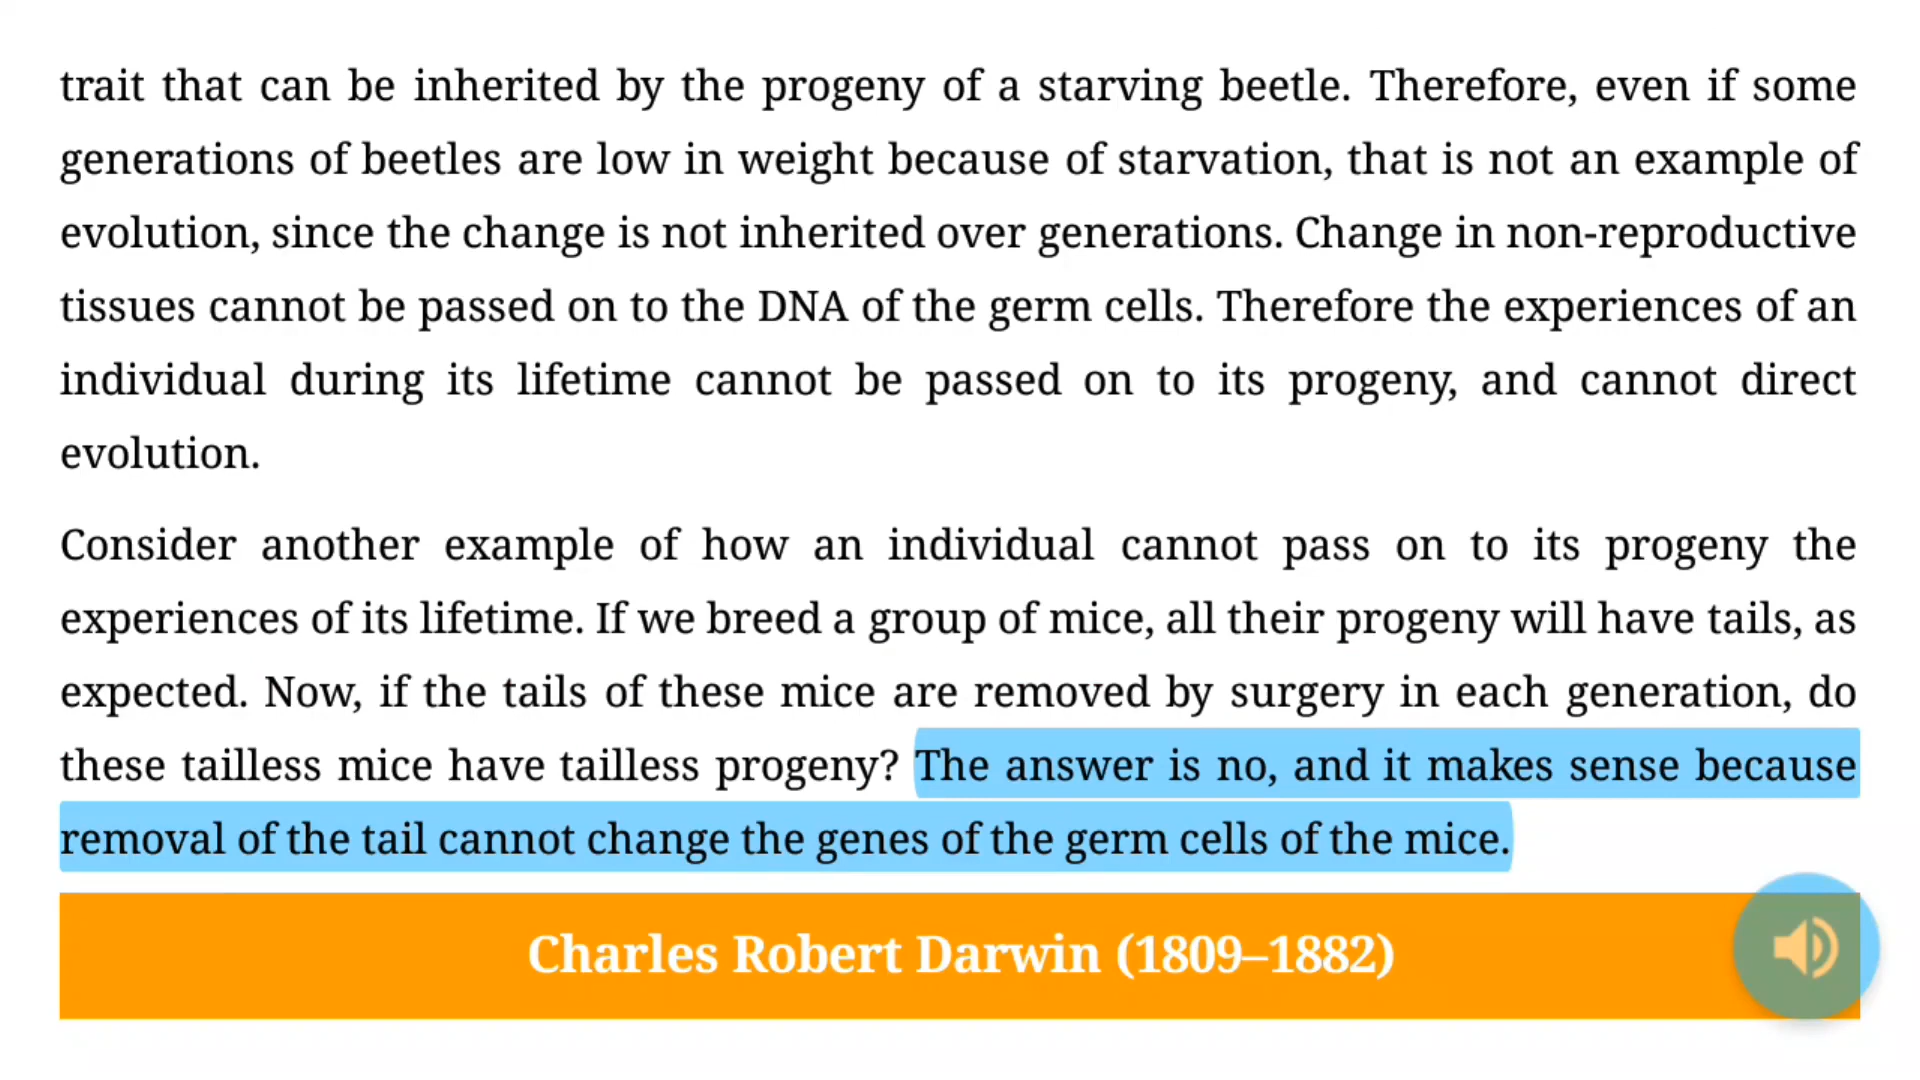 trait that can be inherited by the progeny of a starving beetle. Therefore, even if some
generations of beetles are low in weight because of starvation, that is not an example of
evolution, since the change is not inherited over generations. Change in non-reproductive
tissues cannot be passed on to the DNA of the germ cells. Therefore the experiences of an
individual during its lifetime cannot be passed on to its progeny, and cannot direct
evolution.
Consider another example of how an individual cannot pass on to its progeny the
experiences of its lifetime. If we breed a group of mice, all their progeny will have tails, as
expected. Now, if the tails of these mice are removed by surgery in each generation, do
these tailless mice have tailless progeny? The answer is no, and it makes sense because
removal of the tail cannot change the genes of the germ cells of the mice.
Charles Robert Darwin (1809–1882)